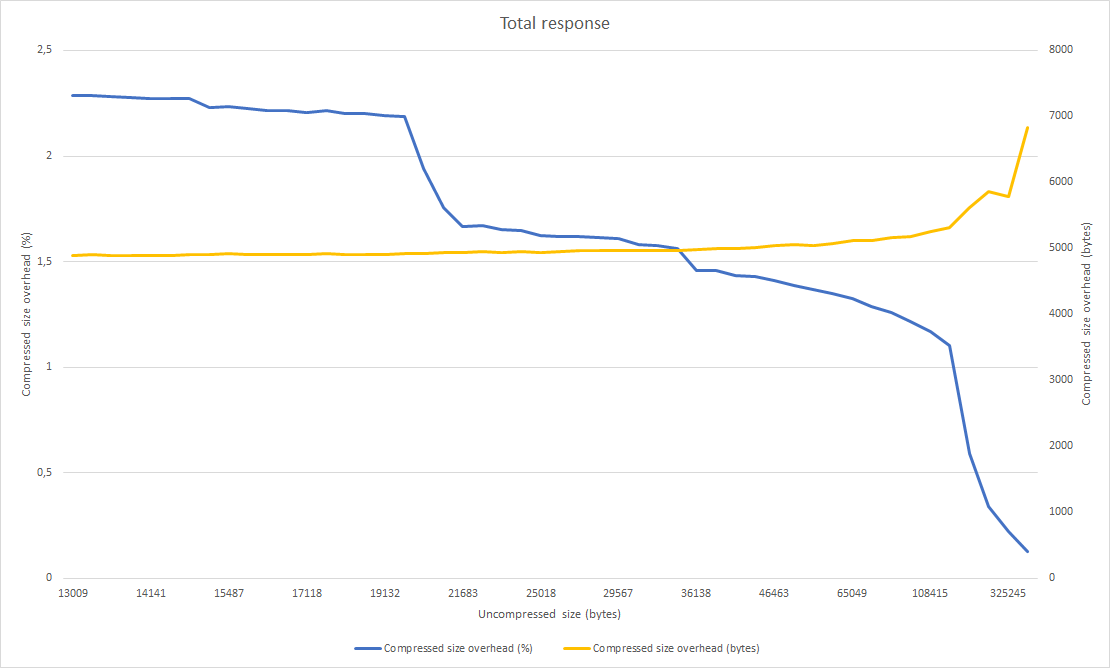 Total response
2,5
2
1,5
1
0,5
0
8000
7000
6000
5000
4000
3000
2000
1000
0
Compressed size overhead (%)
Compressed size overhead (bytes)
13009 14141 15487 17118 19132 21683 25018 29567 36138 46463 65049 108415 325245
Uncompressed size (bytes)
Compressed size overhead (%) Compressed size overhead (bytes)